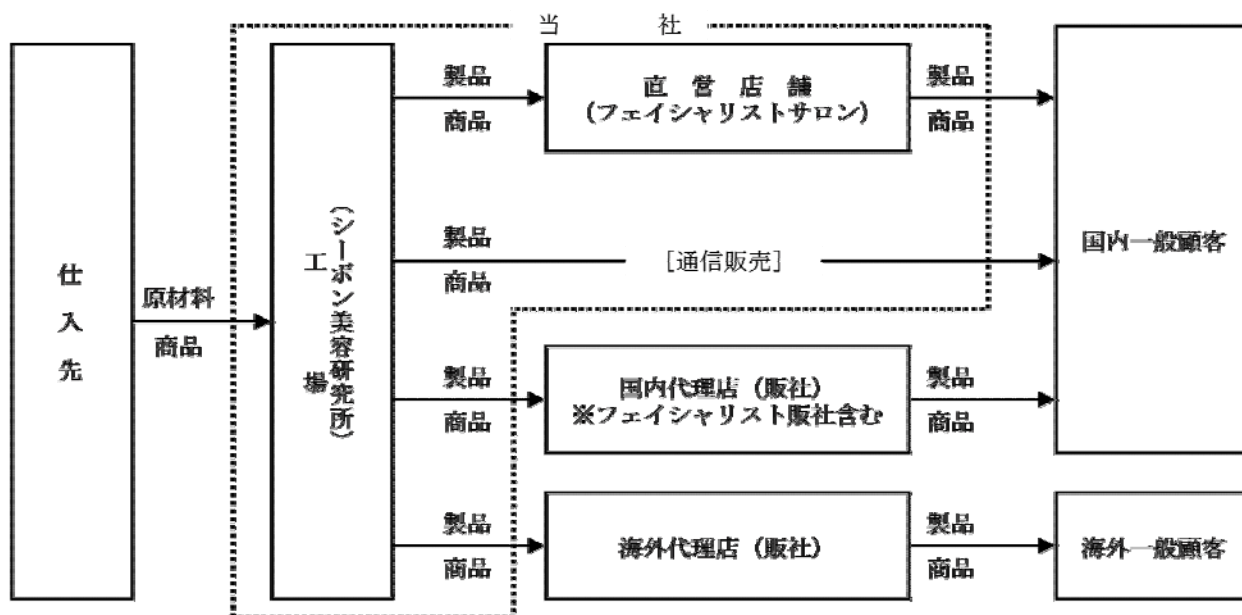 当 社
仕入先
原材料
商品
工場
（シーボン美容研究所）
製品
商品
直 営 店 舗
（フェイシャリストサロン）
製品
商品
製品
商品
［通信販売］
国内一般顧客
製品
商品
国内代理店（販社）
※フェイシャリスト販社含む
製品
商品
製品
商品
海外代理店（販社）
製品
商品
海外一般顧客